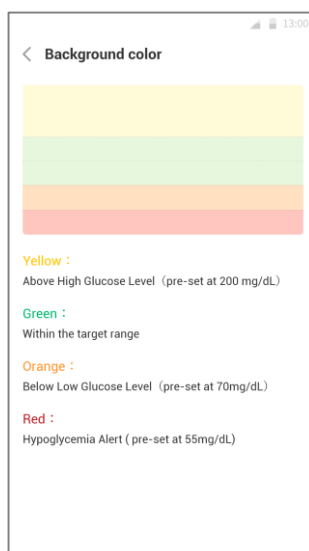 13:00
Background color
Yellow：
Above High Glucose Level（pre-set at 200 mg/dL）
Green：
Within the target range
Orange：
Below Low Glucose Level（pre-set at 70mg/dL）
Red：
Hypoglycemia Alert ( pre-set at 55mg/dL)